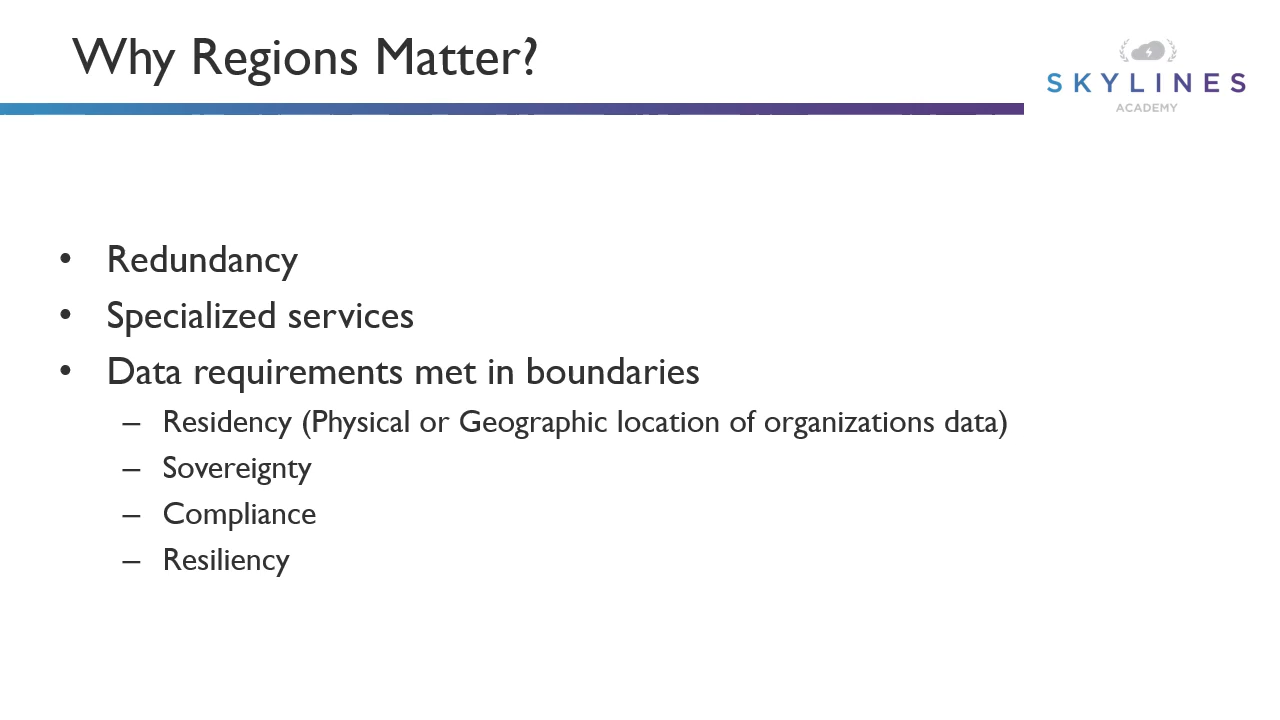 Why Regions Matter?
SKYLINES
ACADEMY
• Redundancy
• Specialized services
• Data requirements met in boundaries
– Residency (Physical or Geographic location of organizations data)
– Sovereignty
– Compliance
– Resiliency